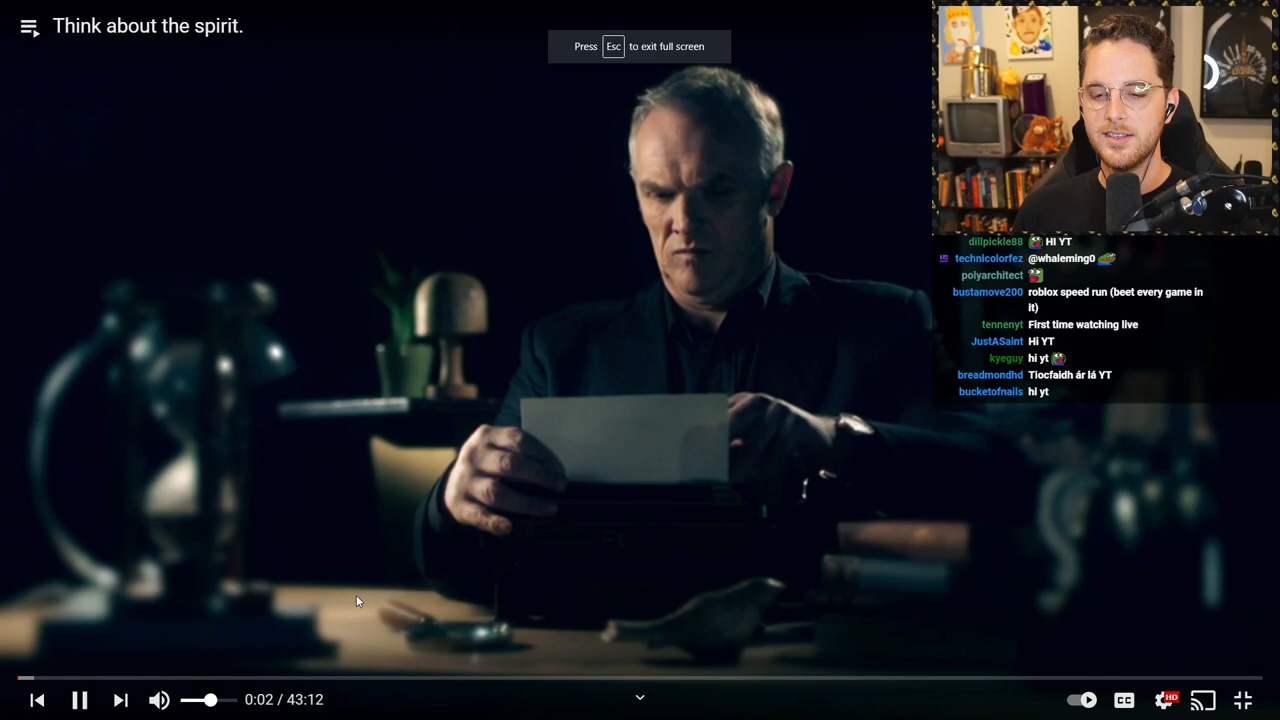 Think about the spirit.
Press Esc to exit full screen
dillpickle88 HI YT
technicolorfez @whaleming0
polyarchitect
bustamove200 roblox speed run (beet every game in
it)
tennenyt First time watching live
JustASaint Hi YT
kyeguy hi yt
breadmondhd Tiocfaidh ár lá YT
bucketofnails hi yt
0:02 / 43:12
CC
HD